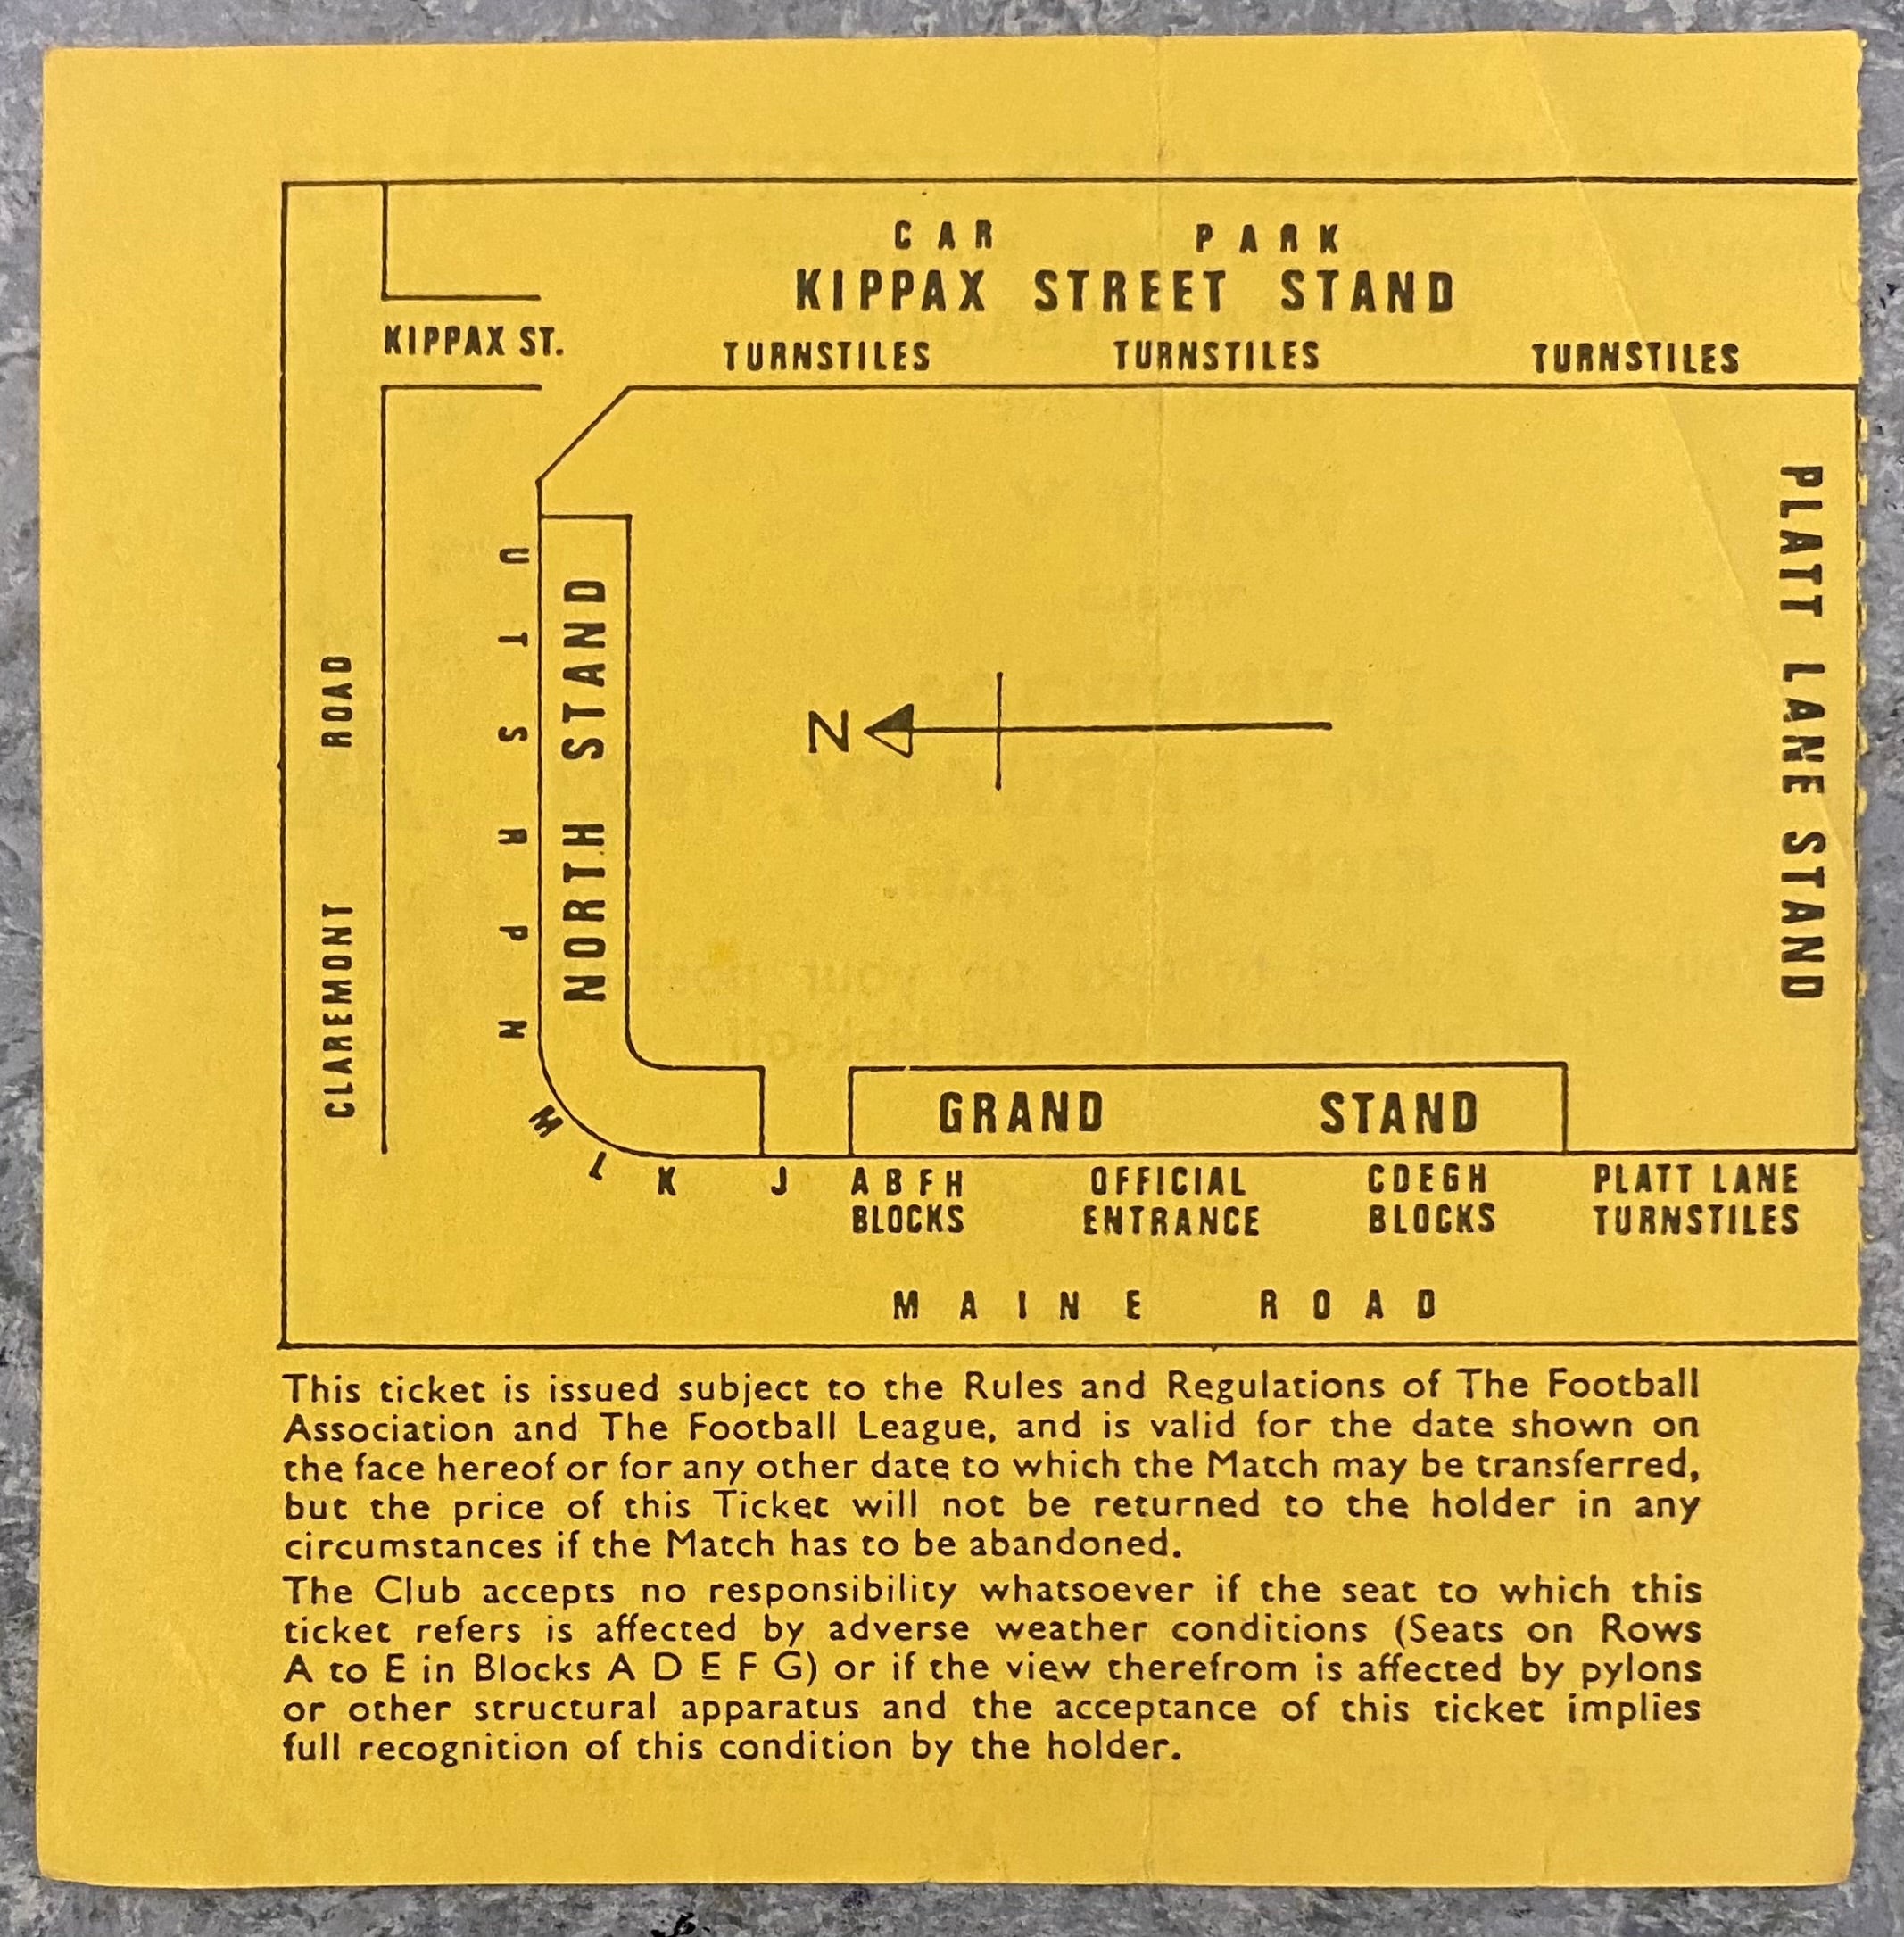 CAR PARK
KIPPAX STREET STAND
KIPPAX ST.
TURNSTILES TURNSTILES TURNSTILES
PLATT LANE STAND
U
T
S
R
P
N
M
L
K
J
NORTH STAND
CLAREMONT ROAD
N
GRAND STAND
A B F H
BLOCKS
OFFICIAL
ENTRANCE
CDEGH
BLOCKS
PLATT LANE
TURNSTILES
MAINE ROAD
This ticket is issued subject to the Rules and Regulations of The Football
Association and The Football League, and is valid for the date shown on
the face hereof or for any other date to which the Match may be transferred,
but the price of this Ticket will not be returned to the holder in any
circumstances if the Match has to be abandoned.
The Club accepts no responsibility whatsoever if the seat to which this
ticket refers is affected by adverse weather conditions (Seats on Rows
A to E in Blocks A D E F G) or if the view therefrom is affected by pylons
or other structural apparatus and the acceptance of this ticket implies
full recognition of this condition by the holder.